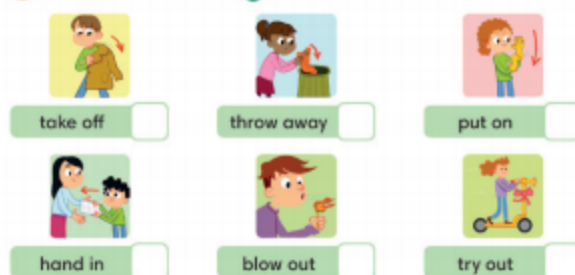 take off
throw away
put on
hand in
blow out
try out